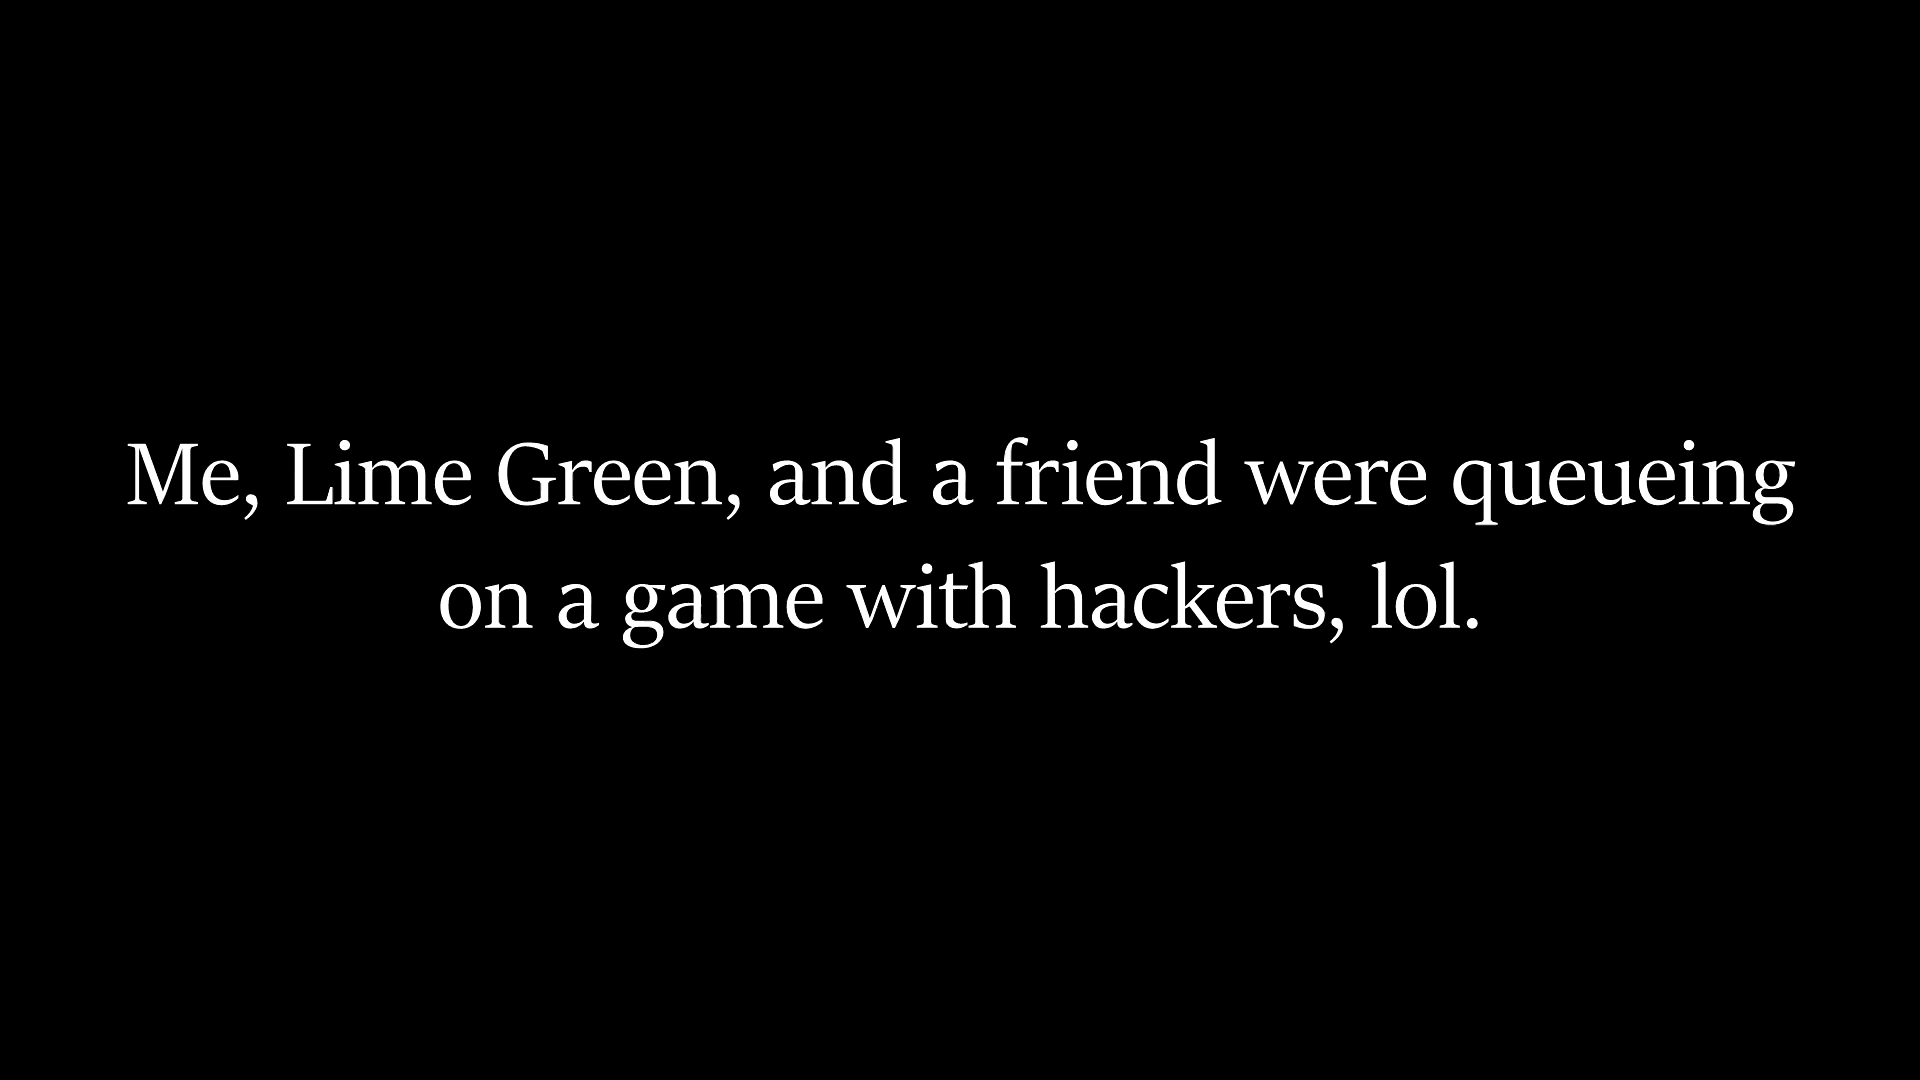 Me, Lime Green, and a friend were queueing
on a game with hackers, lol.